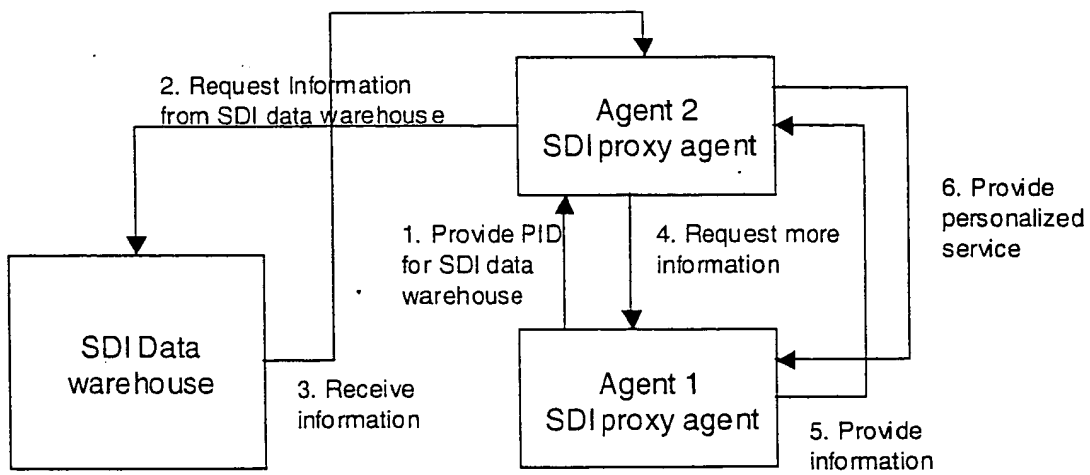 2. Request Information
from SDI data warehouse
Agent 2
SDI proxy agent
1. Provide PID
for SDI data
warehouse
4. Request more
information
6. Provide
personalized
service
SDI Data
warehouse
3. Receive
information
Agent 1
SDI proxy agent
5. Provide
information